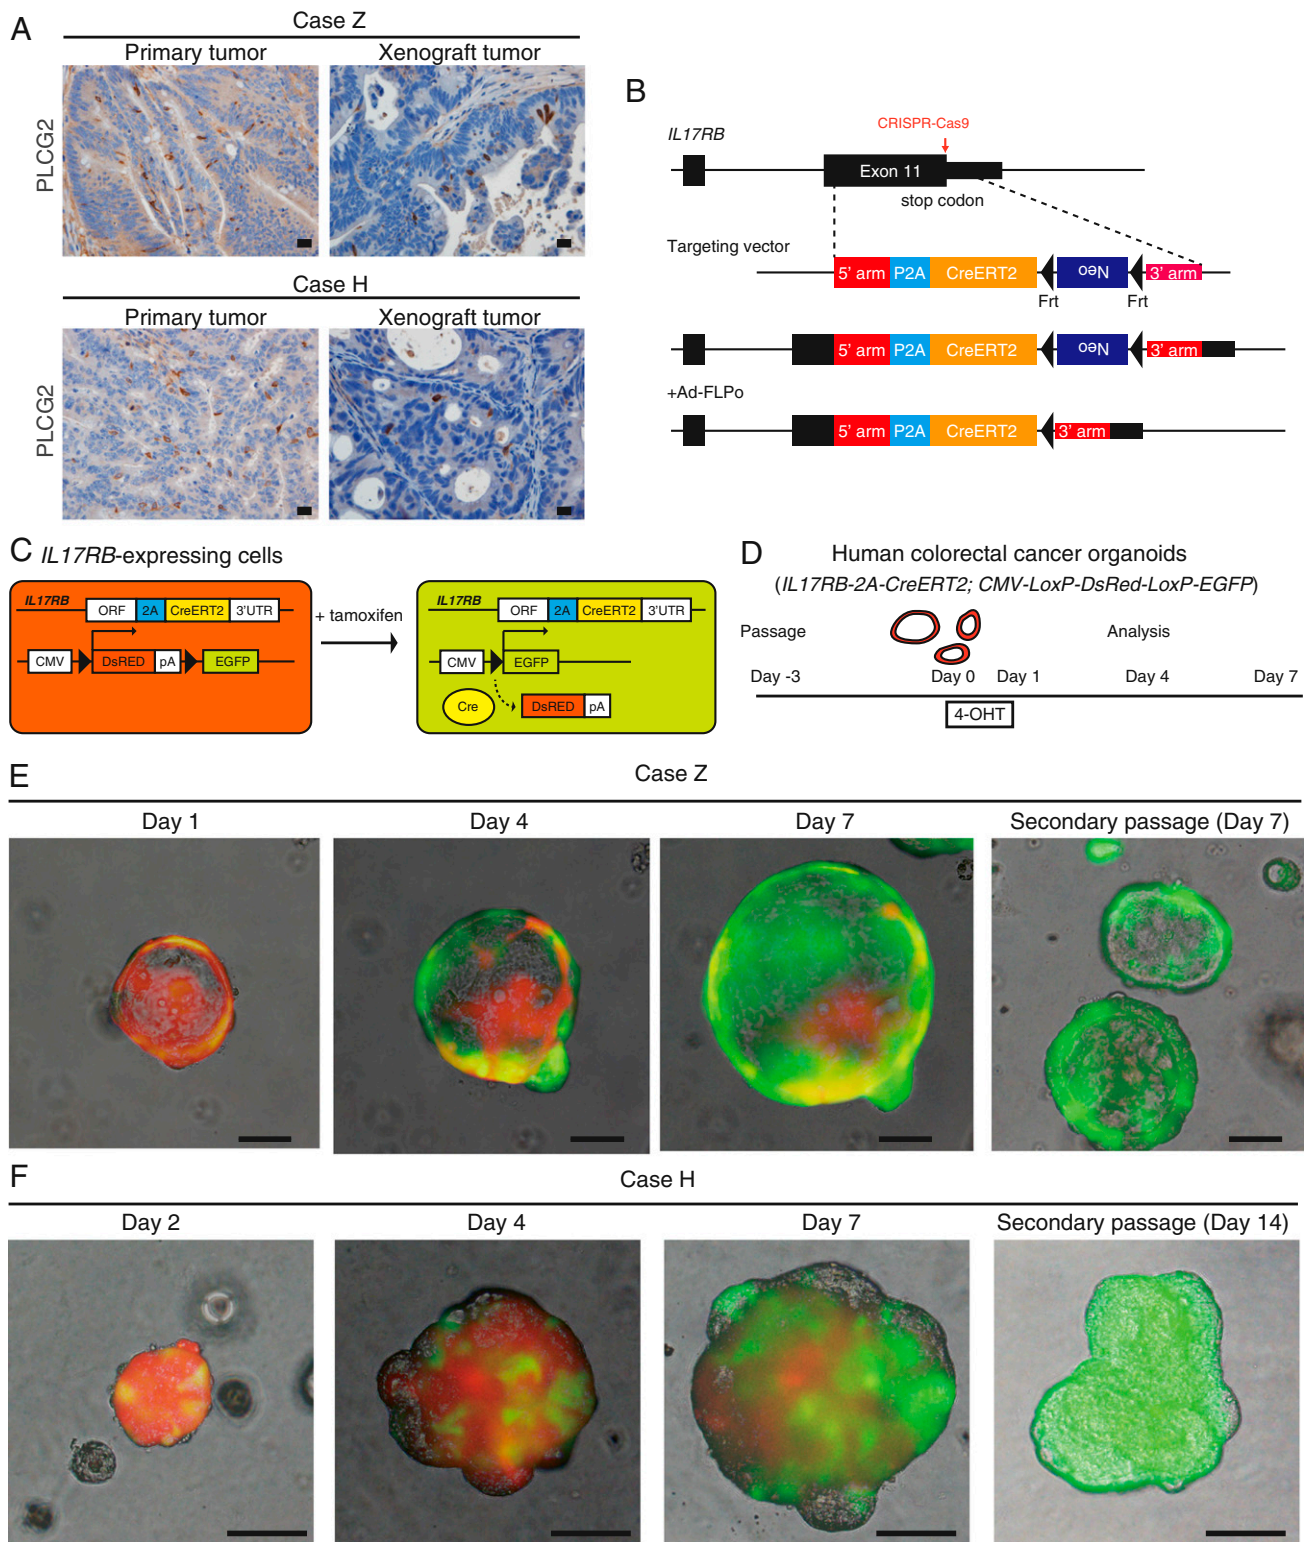 A
Case Z
Primary tumor
Xenograft tumor
PLCG2
Case H
Primary tumor
Xenograft tumor
PLCG2
B
CRISPR-Cas9
IL17RB
Exon 11
stop codon
Targeting vector
5' arm P2A CreERT2 Neo 3' arm
Frt Frt
5' arm P2A CreERT2 Neo 3' arm
+Ad-FLPo
5' arm P2A CreERT2 3' arm
C IL17RB-expressing cells
IL17RB
ORF 2A CreERT2 3'UTR
CMV DsRED pA EGFP
+ tamoxifen
IL17RB
ORF 2A CreERT2 3'UTR
CMV EGFP
Cre DsRED pA
D Human colorectal cancer organoids
(IL17RB-2A-CreERT2; CMV-LoxP-DsRed-LoxP-EGFP)
Passage Analysis
Day -3 Day 0 Day 1 Day 4 Day 7
4-OHT
E
Case Z
Day 1 Day 4 Day 7 Secondary passage (Day 7)
F
Case H
Day 2 Day 4 Day 7 Secondary passage (Day 14)